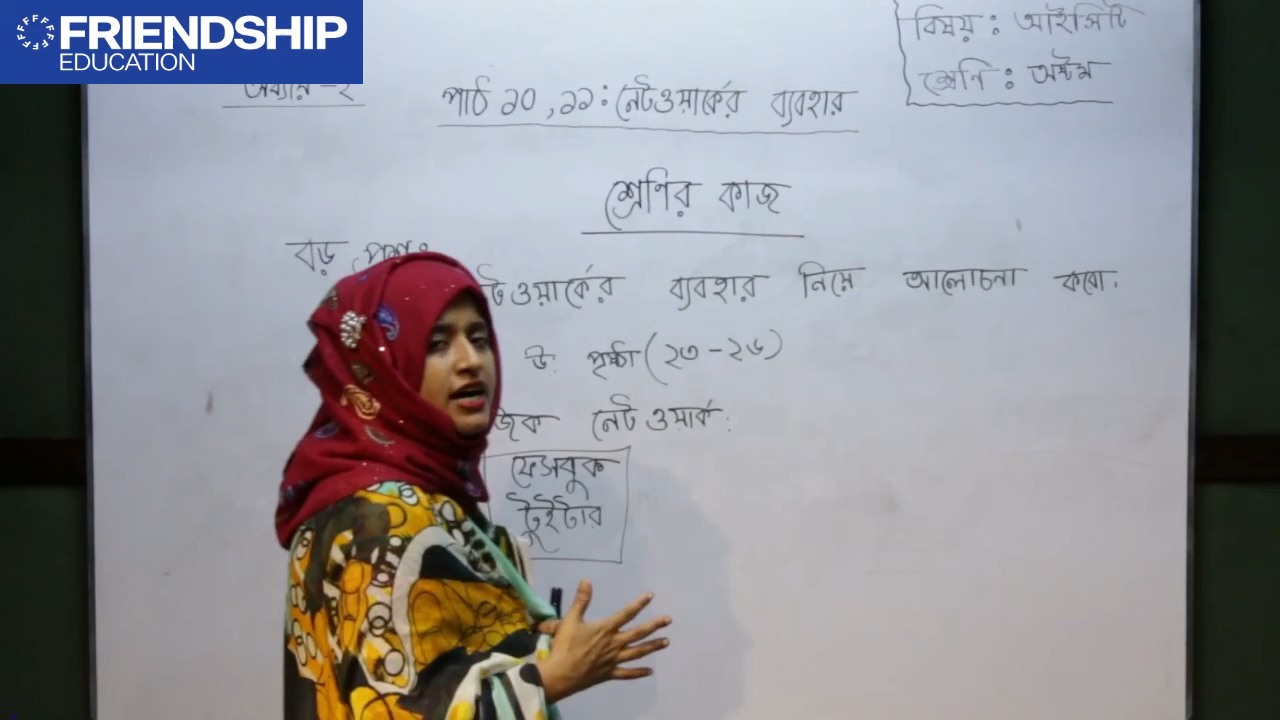 FRIENDSHIP
EDUCATION
বিষয় : আইসিটি
শ্রেণি : অষ্টম
অধ্যায় -২
পাঠ ১০, ১১ : নেটওয়ার্কের ব্যবহার
শ্রেণির কাজ
বড় প্রশ্ন :
টওয়ার্কের ব্যবহার নিয়ে আলোচনা করো.
উ: পৃষ্ঠা (২৩ - ২৬)
জিক নেটওয়ার্ক.
ফেসবুক
টুইটার